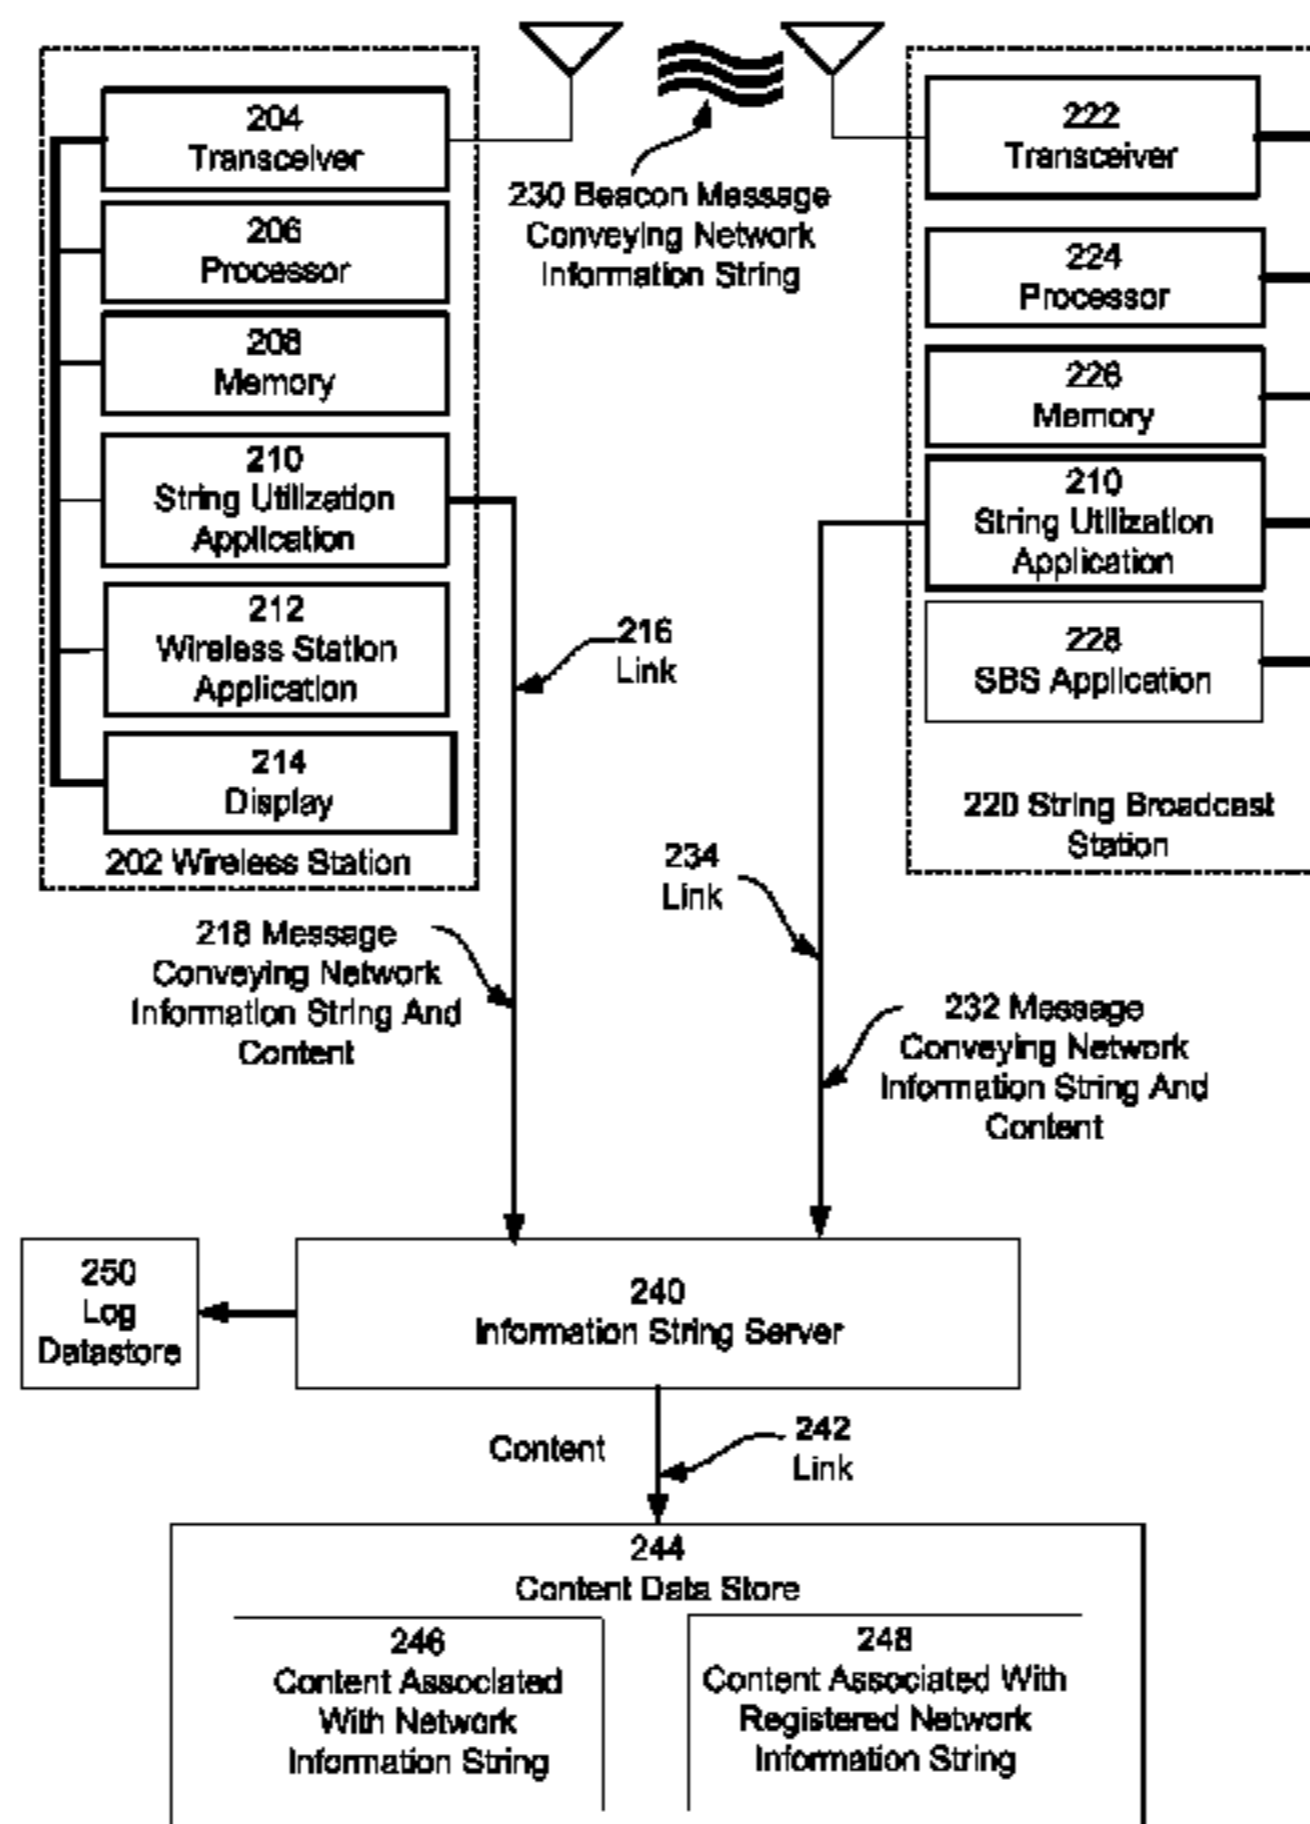 204
Transceiver
206
Processor
208
Memory
210
String Utilization
Application
212
Wireless Station
Application
214
Display
202 Wireless Station
230 Beacon Message
Conveying Network
Information String
222
Transceiver
224
Processor
226
Memory
210
String Utilization
Application
228
SBS Application
220 String Broadcast
Station
216
Link
234
Link
218 Message
Conveying Network
Information String And
Content
232 Message
Conveying Network
Information String And
Content
250
Log
Datastore
240
Information String Server
Content
242
Link
244
Content Data Store
246
Content Associated
With Network
Information String
248
Content Associated With
Registered Network
Information String